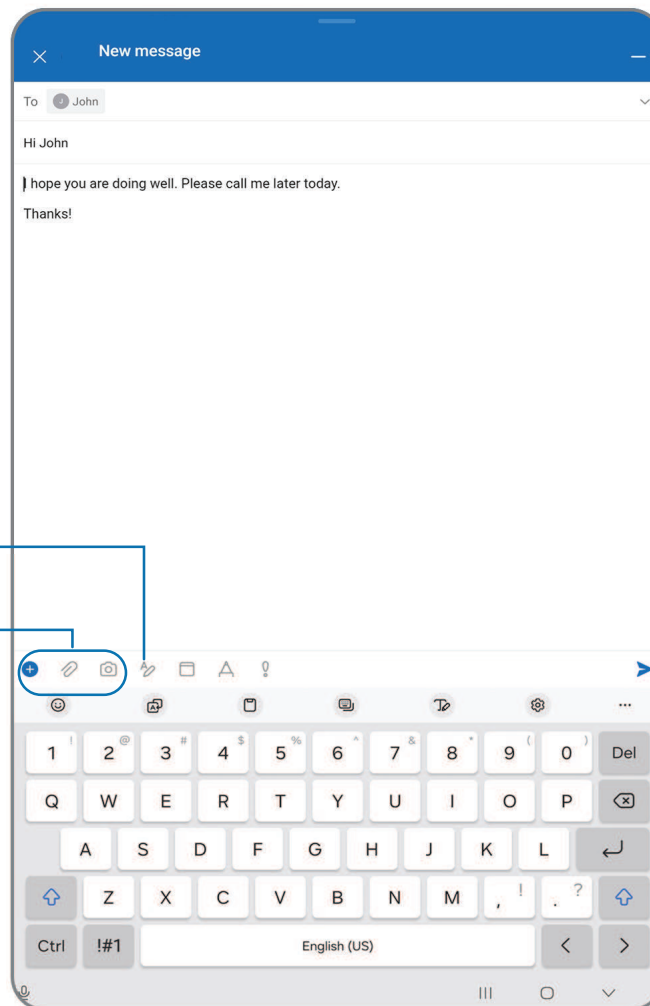 New message
To J John
Hi John
I hope you are doing well. Please call me later today.
Thanks!
1 ! 2 @ 3 # 4 $ 5 % 6 ^ 7 & 8 * 9 ( 0 ) Del
Q W E R T Y U I O P
A S D F G H J K L
Z X C V B N M , ! . ?
Ctrl !#1 English (US) < >